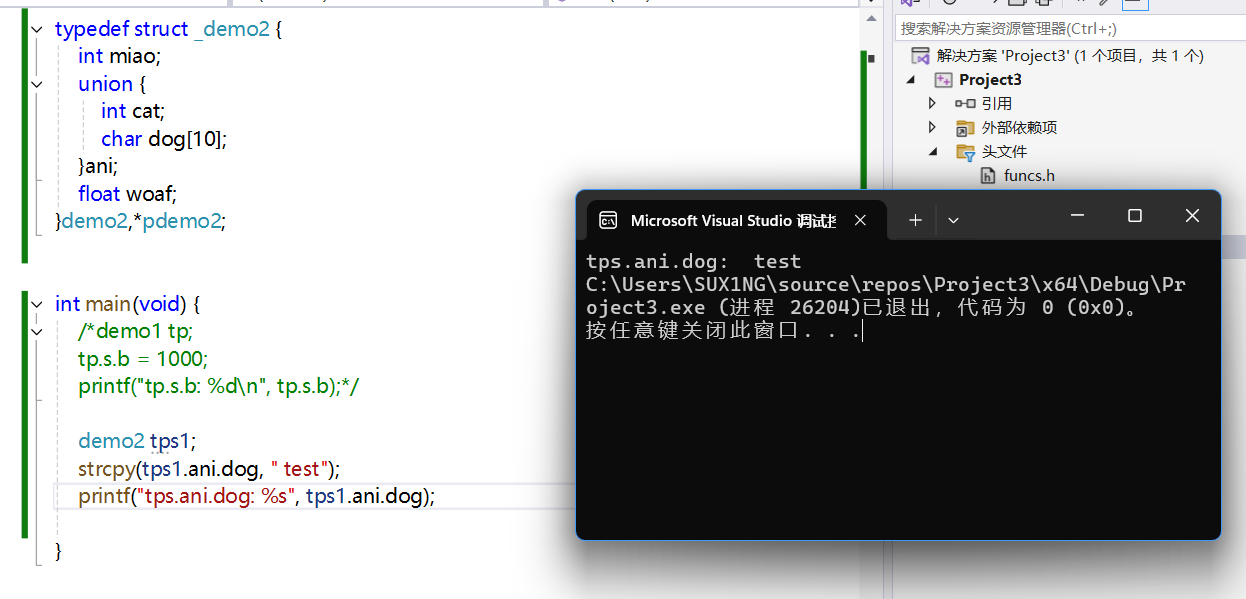 typedef struct _demo2 {
int miao;
union {
int cat;
char dog[10];
}ani;
float woaf;
}demo2,*pdemo2;
int main(void) {
/*demo1 tp;
tp.s.b = 1000;
printf("tp.s.b: %d\n", tp.s.b);*/
demo2 tps1;
strcpy(tps1.ani.dog, " test");
printf("tps.ani.dog: %s", tps1.ani.dog);
}
搜索解决方案资源管理器(Ctrl+;)
解决方案 'Project3' (1 个项目，共 1 个)
Project3
引用
外部依赖项
头文件
funcs.h
Microsoft Visual Studio 调试
tps.ani.dog:  test
C:\Users\SUX1NG\source\repos\Project3\x64\Debug\Pr
oject3.exe (进程 26204)已退出，代码为 0 (0x0)。
按任意键关闭此窗口. . .